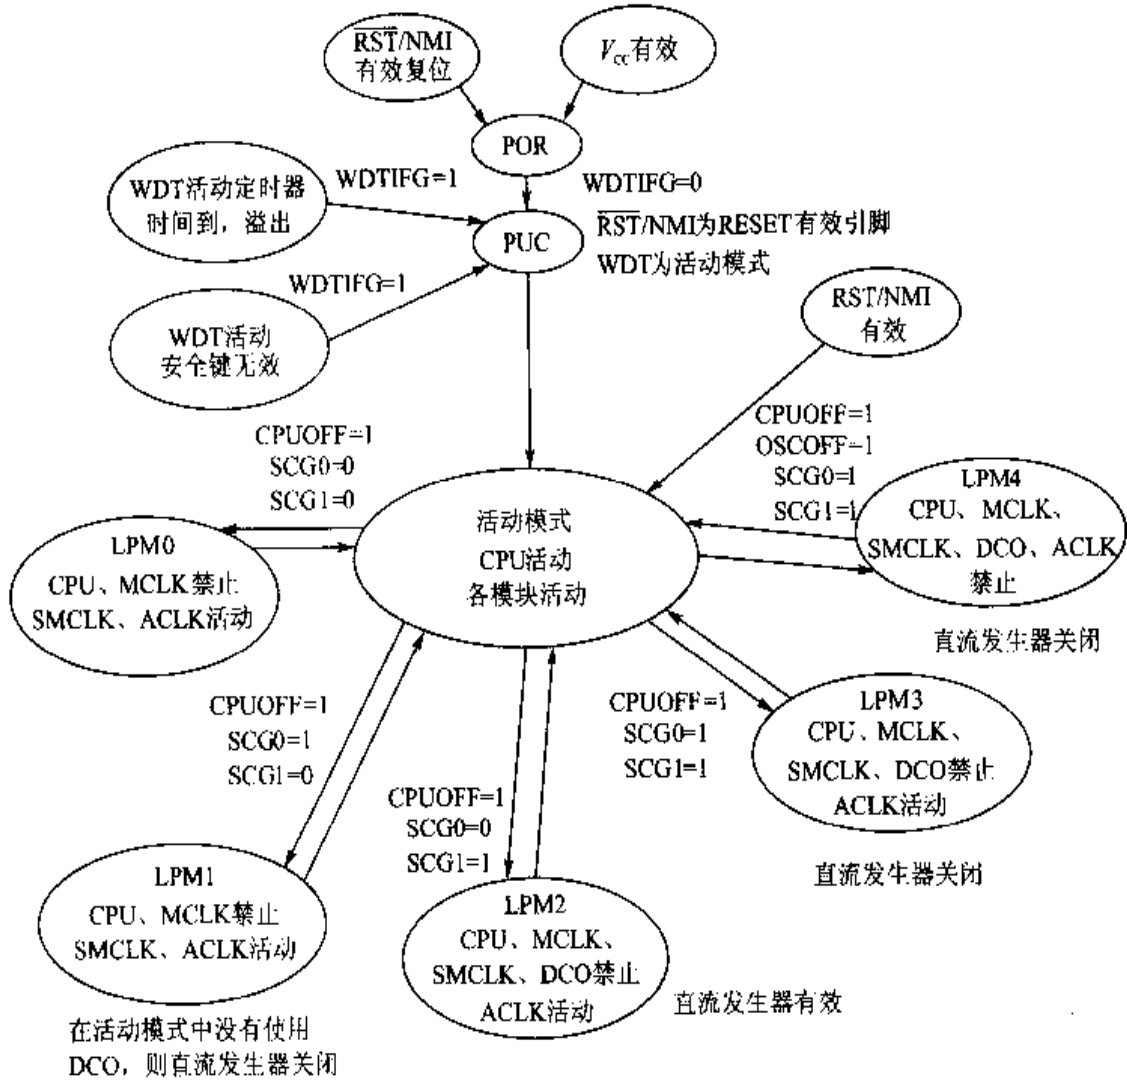 RST/NMI
有效复位
Vcc有效
POR
WDTIFG=1
WDTIFG=0
WDT活动定时器
时间到，溢出
PUC
RST/NMI为RESET有效引脚
WDT为活动模式
WDTIFG=1
WDT活动
安全键无效
RST/NMI
有效
CPUOFF=1
SCG0=0
SCG1=0
CPUOFF=1
OSCOFF=1
SCG0=1
SCG1=1
LPM4
CPU、MCLK、
SMCLK、DCO、ACLK
禁止
直流发生器关闭
活动模式
CPU活动
各模块活动
LPM0
CPU、MCLK禁止
SMCLK、ACLK活动
CPUOFF=1
SCG0=1
SCG1=0
CPUOFF=1
SCG0=1
SCG1=1
LPM3
CPU、MCLK、
SMCLK、DCO禁止
ACLK活动
直流发生器关闭
CPUOFF=1
SCG0=0
SCG1=1
LPM1
CPU、MCLK禁止
SMCLK、ACLK活动
在活动模式中没有使用
DCO，则直流发生器关闭
LPM2
CPU、MCLK、
SMCLK、DCO禁止
ACLK活动
直流发生器有效